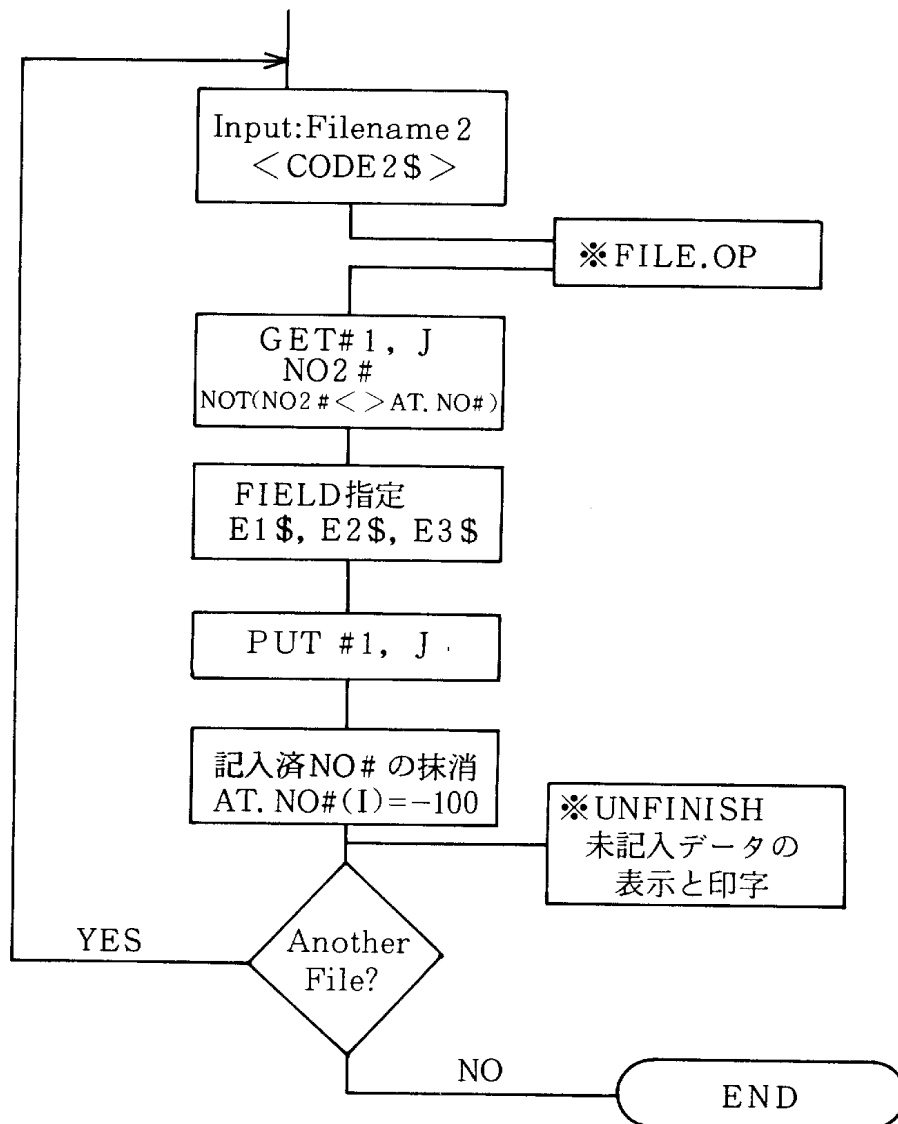 Input:Filename2
<CODE2$>
※FILE.OP
GET#1, J
NO2#
NOT(NO2#<>AT.NO#)
FIELD指定
E1$, E2$, E3$
PUT #1, J
記入済NO#の抹消
AT.NO#(I)=−100
※UNFINISH
未記入データの
表示と印字
YES
Another
File?
NO
END